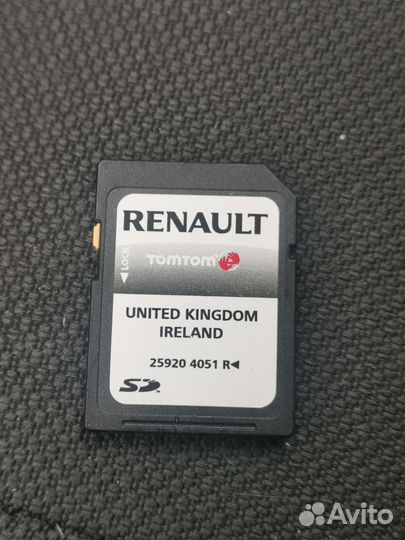 RENAULT
LOCK
TOMTOM
UNITED KINGDOM
IRELAND
25920 4051 R◀
SD
Avito